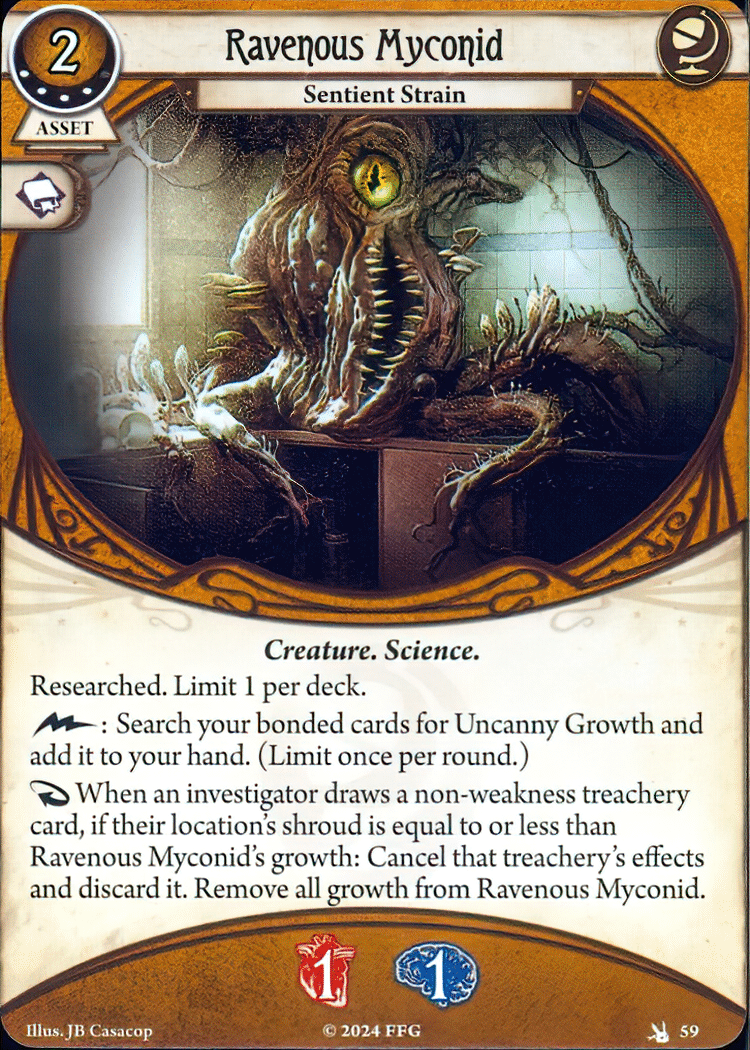 2
Ravenous Myconid
Sentient Strain
ASSET
Creature. Science.
Researched. Limit 1 per deck.
: Search your bonded cards for Uncanny Growth and
add it to your hand. (Limit once per round.)
When an investigator draws a non-weakness treachery
card, if their location's shroud is equal to or less than
Ravenous Myconid's growth: Cancel that treachery's effects
and discard it. Remove all growth from Ravenous Myconid.
1 1
Illus. JB Casacop © 2024 FFG 59